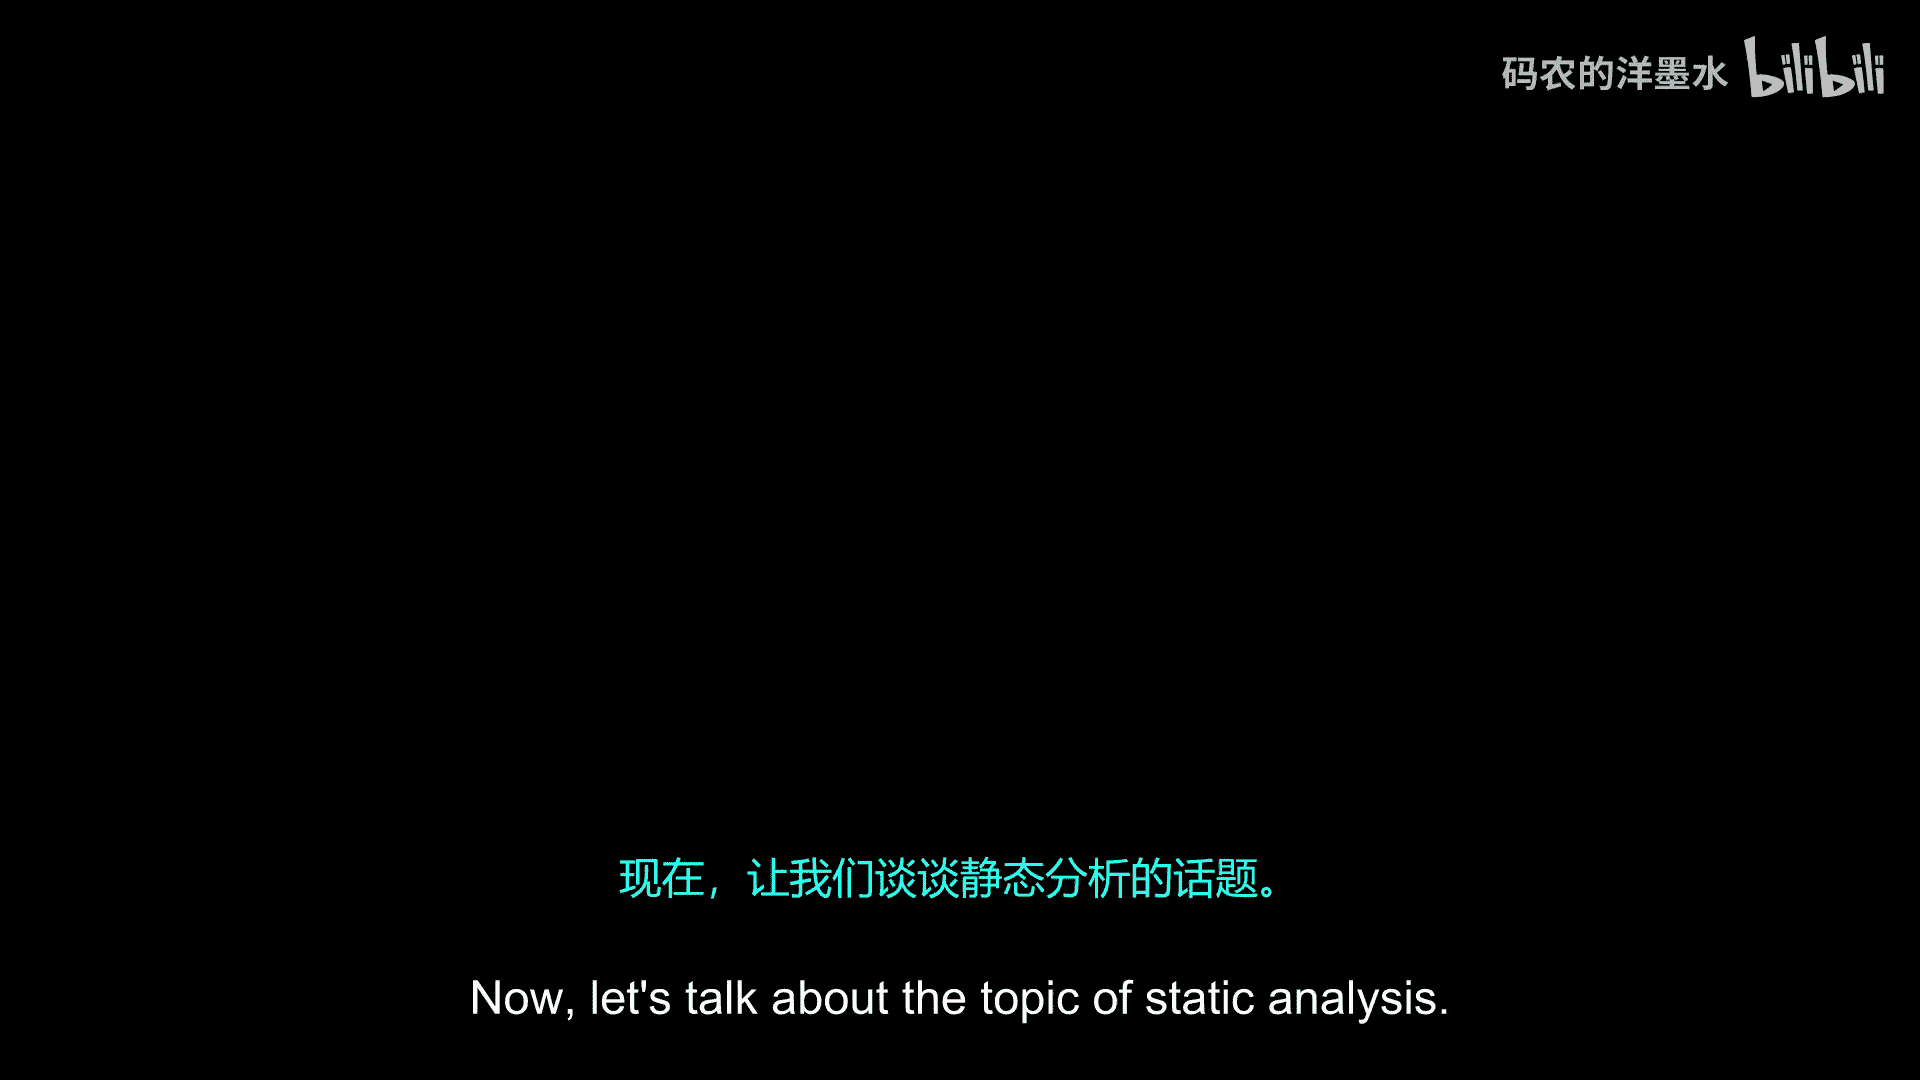 码农的洋墨水 bilibili
现在，让我们谈谈静态分析的话题。
Now, let's talk about the topic of static analysis.